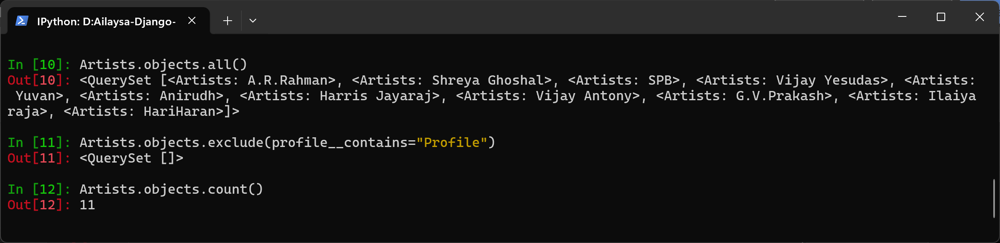 IPython: D:Ailaysa-Django-
In [10]: Artists.objects.all()
Out[10]: <QuerySet [<Artists: A.R.Rahman>, <Artists: Shreya Ghoshal>, <Artists: SPB>, <Artists: Vijay Yesudas>, <Artists:
 Yuvan>, <Artists: Anirudh>, <Artists: Harris Jayaraj>, <Artists: Vijay Antony>, <Artists: G.V.Prakash>, <Artists: Ilaiya
raja>, <Artists: HariHaran>]>
In [11]: Artists.objects.exclude(profile__contains="Profile")
Out[11]: <QuerySet []>
In [12]: Artists.objects.count()
Out[12]: 11